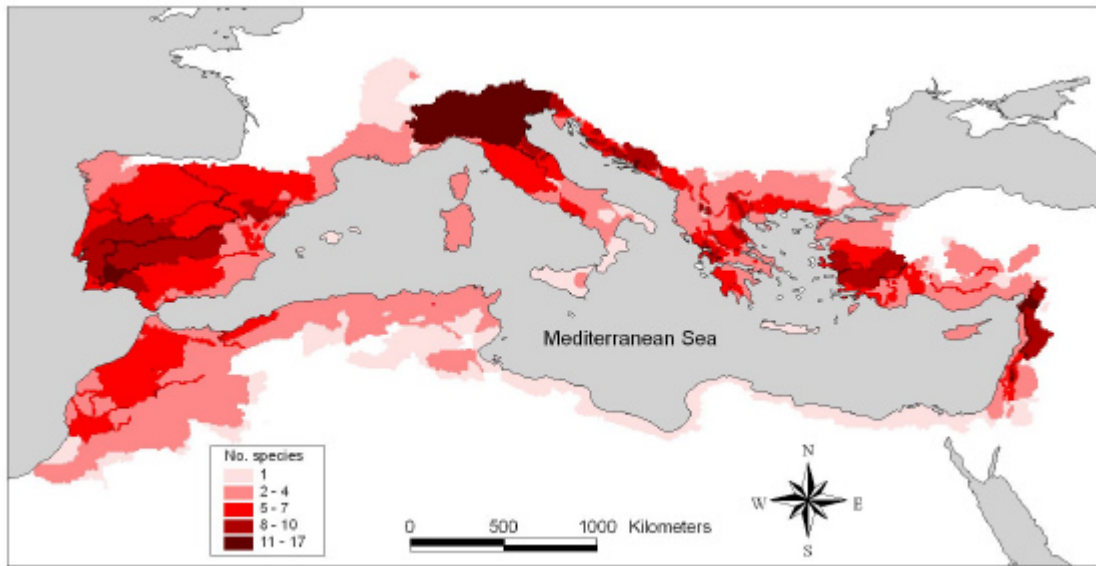 Mediterranean Sea
No. species
1
2 - 4
5 - 7
8 - 10
11 - 17
0 500 1000 Kilometers
N
W E
S